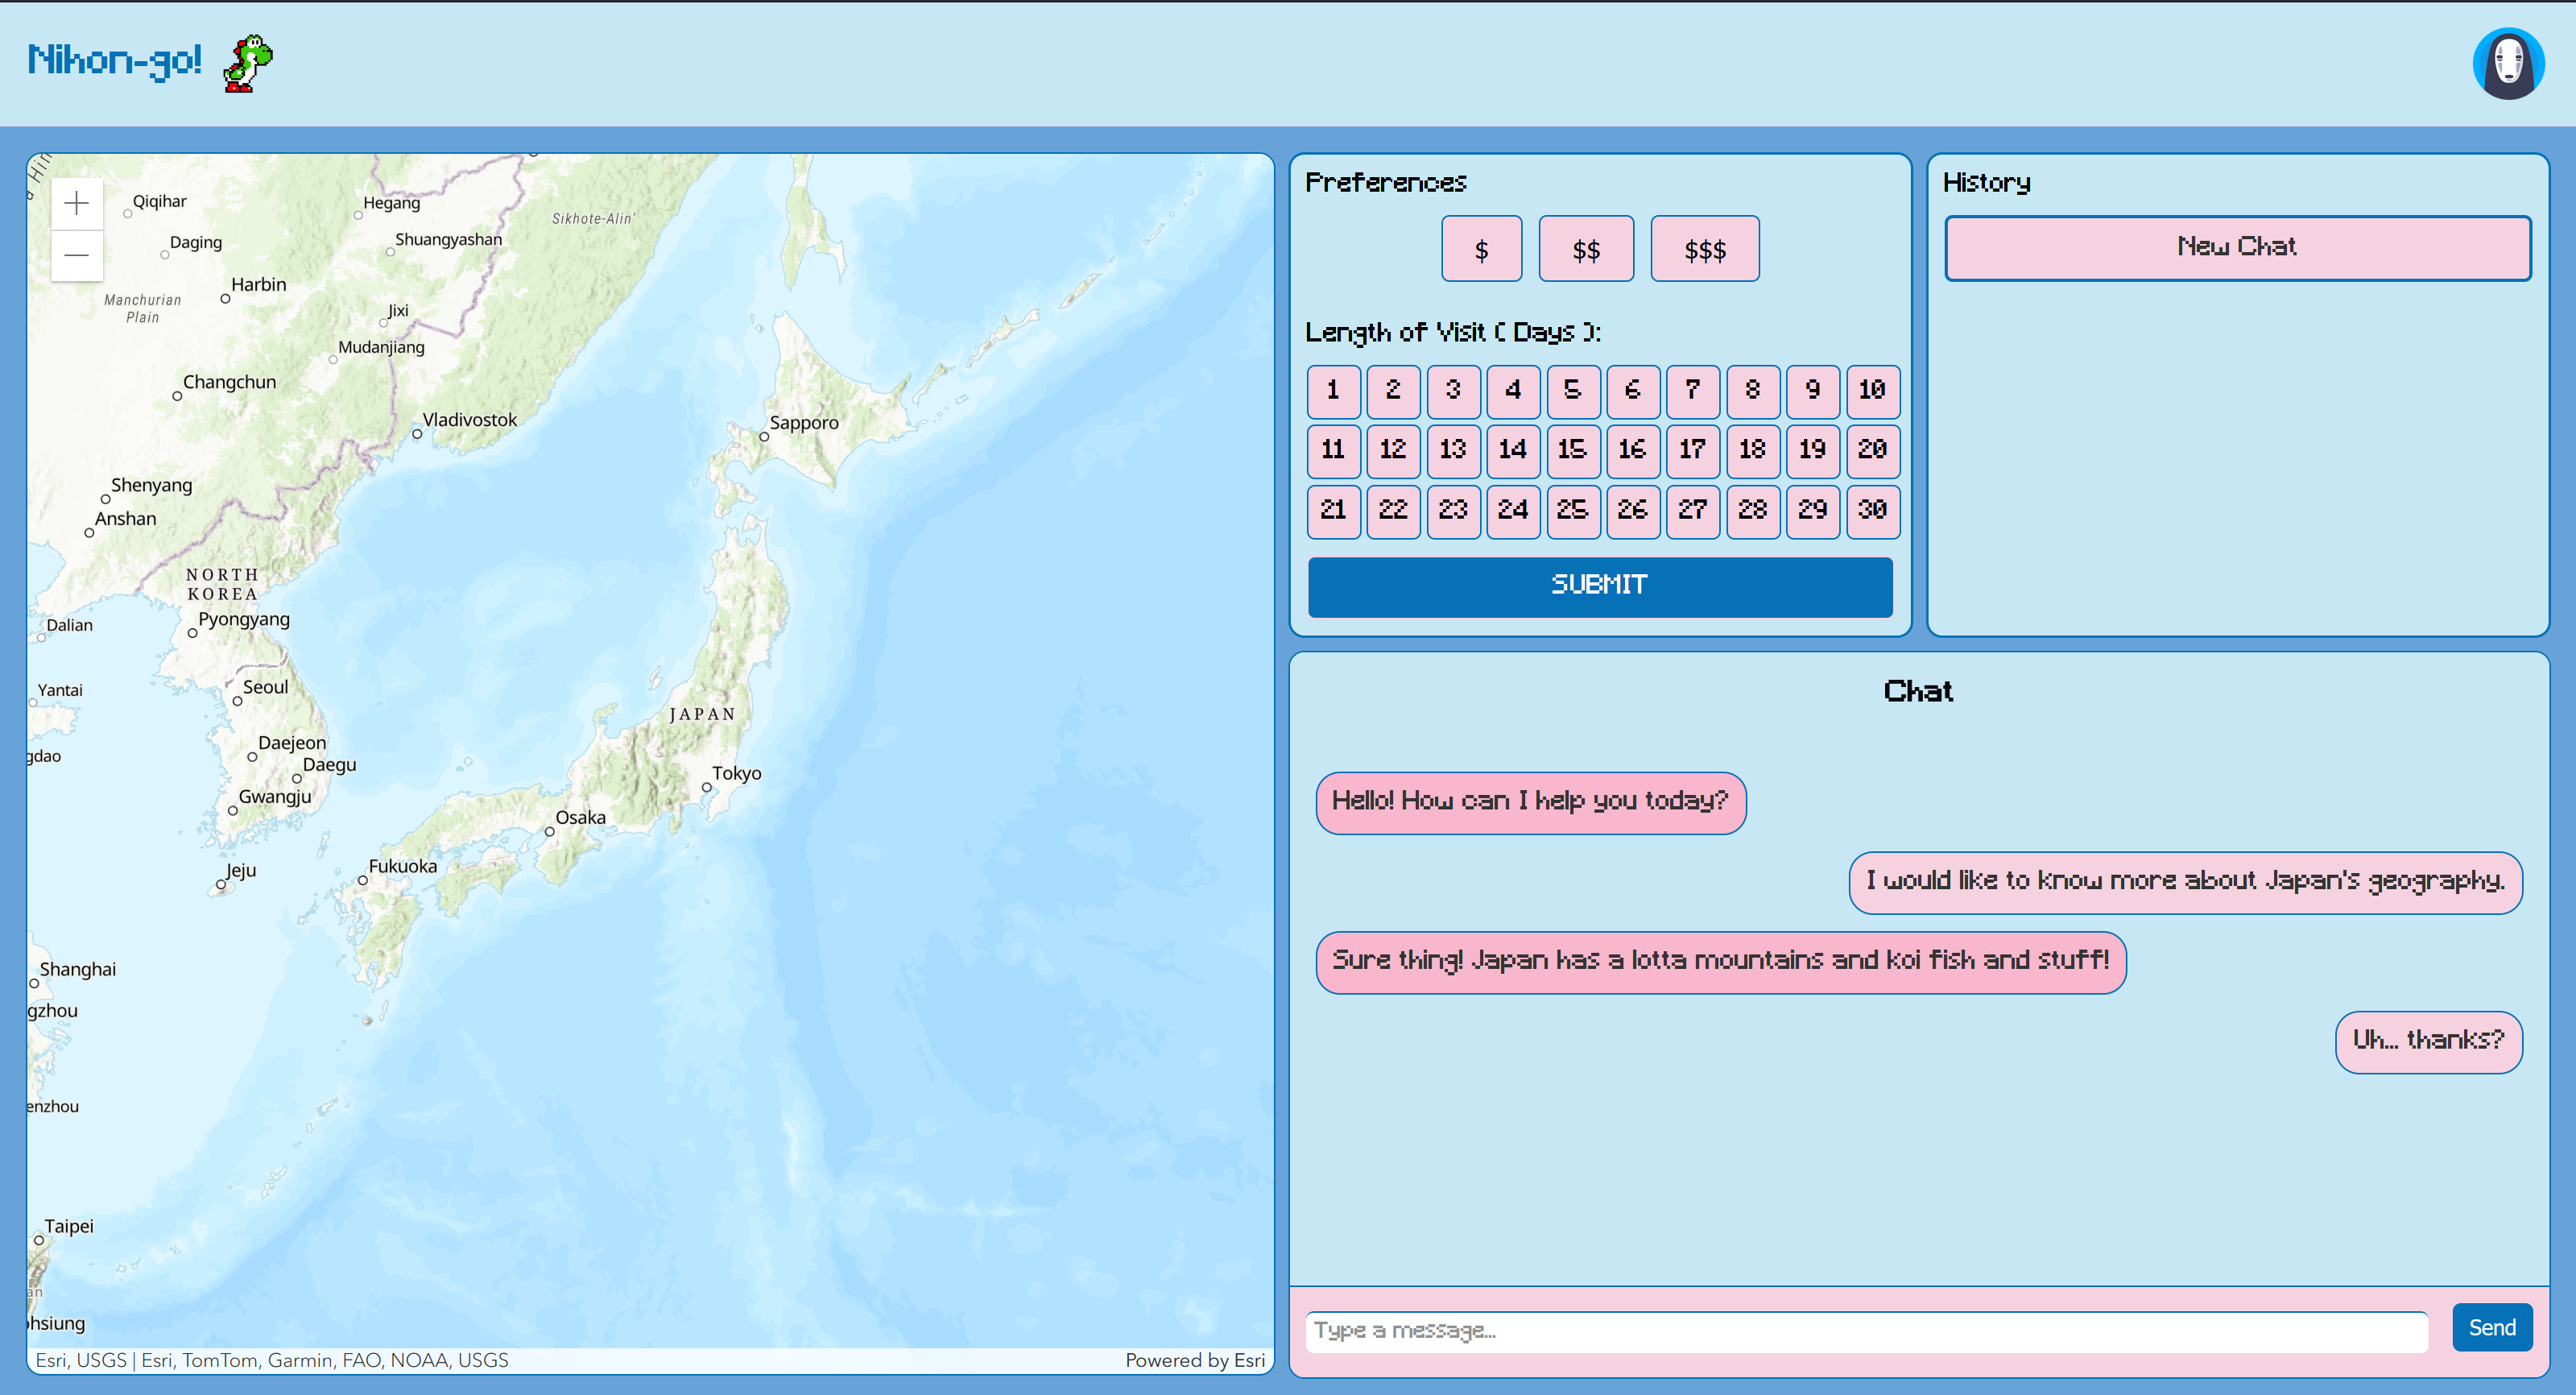 Nihon-go!
Qiqihar
Hegang
Sikhote-Alin'
Daging
Shuangyashan
Harbin
Manchurian
Plain
Jixi
Mudanjiang
Changchun
Vladivostok
Sapporo
Shenyang
Anshan
NORTH
KOREA
Pyongyang
Dalian
Yantai
Seoul
JAPAN
Daejeon
gdao
Daegu
Tokyo
Gwangju
Osaka
Jeju
Fukuoka
Shanghai
gzhou
enzhou
Taipei
an
hsiung
Esri, USGS | Esri, TomTom, Garmin, FAO, NOAA, USGS
Powered by Esri
Preferences
$ $$ $$$
Length of Visit ( Days ):
1 2 3 4 5 6 7 8 9 10
11 12 13 14 15 16 17 18 19 20
21 22 23 24 25 26 27 28 29 30
SUBMIT
History
New Chat
Chat
Hello! How can I help you today?
I would like to know more about Japan's geography.
Sure thing! Japan has a lotta mountains and koi fish and stuff!
Uh... thanks?
Type a message...
Send